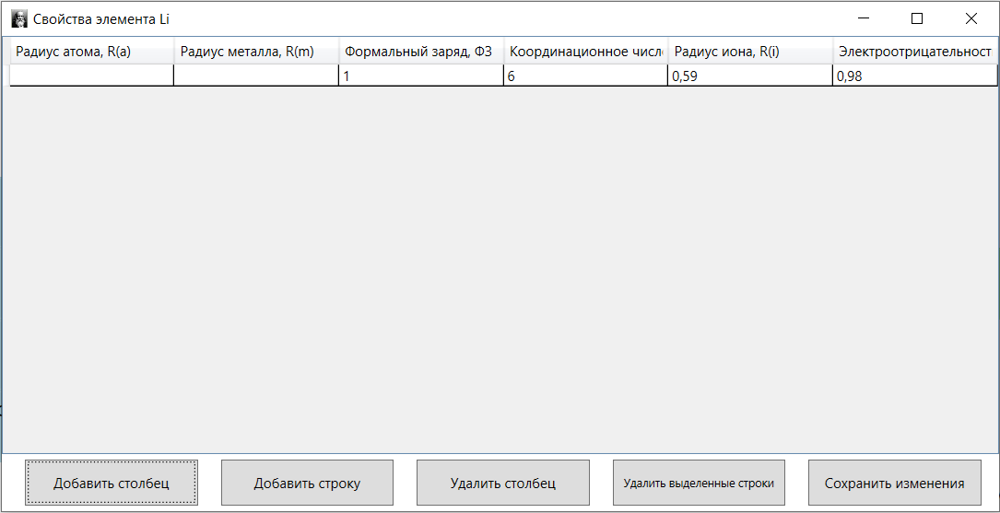 Свойства элемента Li
Радиус атома, R(a) Радиус металла, R(m) Формальный заряд, ФЗ Координационное числ Радиус иона, R(i) Электроотрицательност
1 6 0,59 0,98
Добавить столбец Добавить строку Удалить столбец Удалить выделенные строки Сохранить изменения